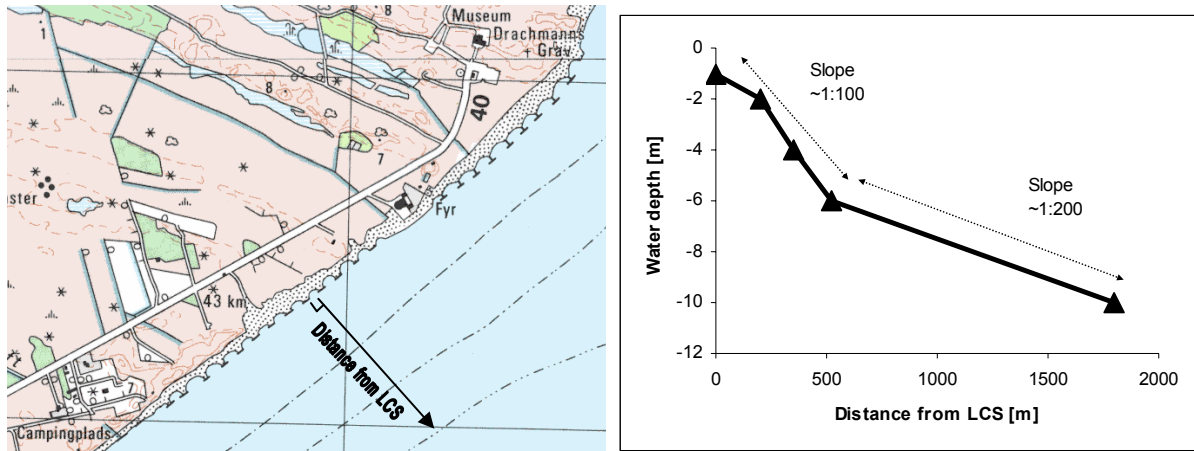 1
8
Museum
Drachmanns
+ Grav
8
40
7
ster
Fyr
43 km
Distance from LCS
7
Campingplads
Slope
~1:100
Slope
~1:200
Water depth [m]
0
-2
-4
-6
-8
-10
-12
0
500
1000
1500
2000
Distance from LCS [m]